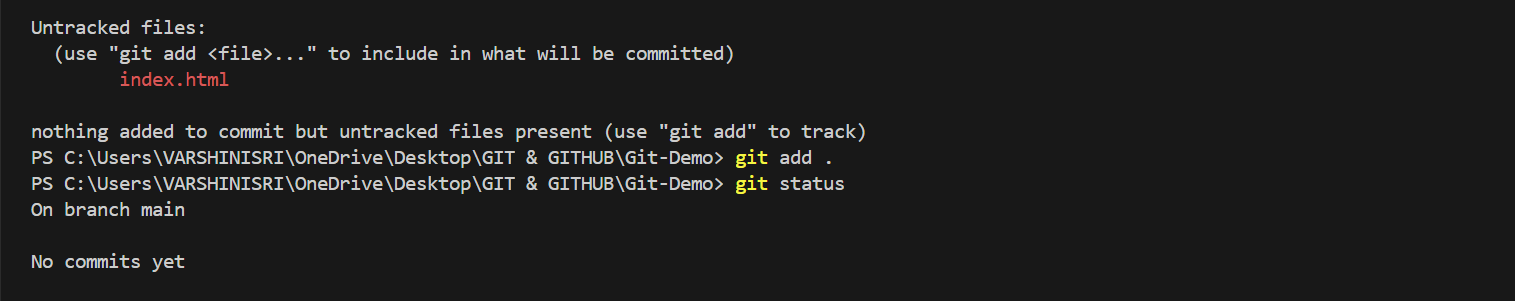 Untracked files:
  (use "git add <file>..." to include in what will be committed)
        index.html
nothing added to commit but untracked files present (use "git add" to track)
PS C:\Users\VARSHINISRI\OneDrive\Desktop\GIT & GITHUB\Git-Demo> git add .
PS C:\Users\VARSHINISRI\OneDrive\Desktop\GIT & GITHUB\Git-Demo> git status
On branch main
No commits yet